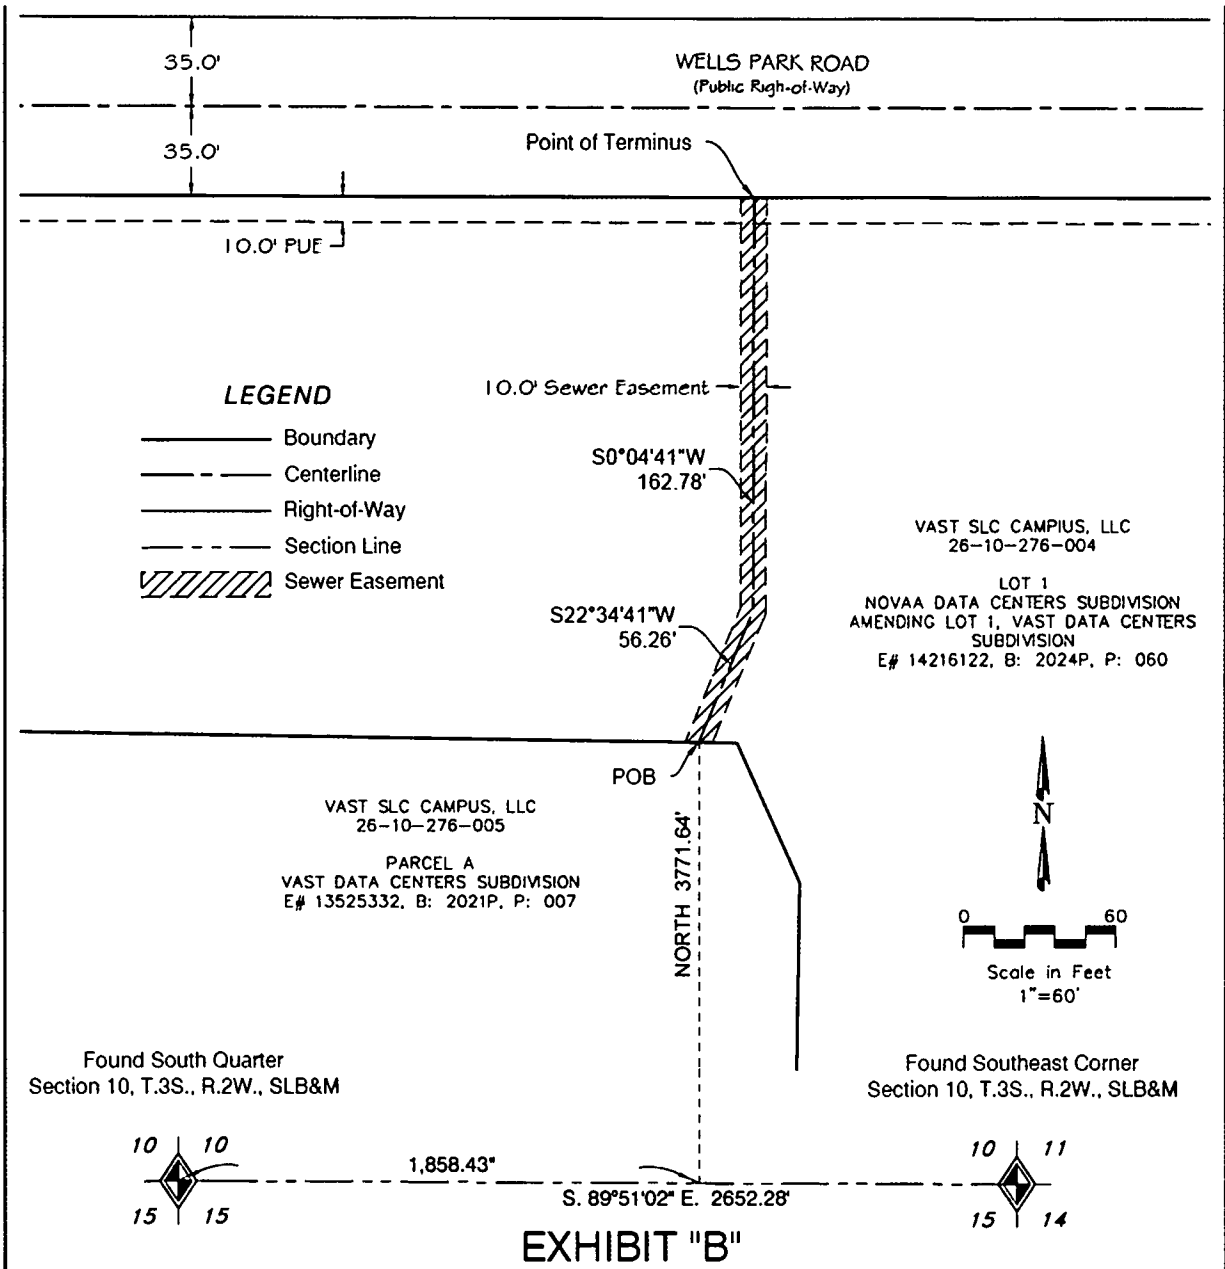 35.0'
WELLS PARK ROAD
(Public Righ-of-Way)
35.0'
Point of Terminus
10.0' PUE
10.0' Sewer Easement
LEGEND
Boundary
Centerline
Right-of-Way
Section Line
Sewer Easement
S0°04'41"W
162.78'
S22°34'41"W
56.26'
VAST SLC CAMPIUS, LLC
26-10-276-004
LOT 1
NOVAA DATA CENTERS SUBDIVISION
AMENDING LOT 1, VAST DATA CENTERS
SUBDIVISION
E# 14216122, B: 2024P, P: 060
POB
VAST SLC CAMPUS, LLC
26-10-276-005
PARCEL A
VAST DATA CENTERS SUBDIVISION
E# 13525332, B: 2021P, P: 007
NORTH 3771.64'
N
0 60
Scale in Feet
1"=60'
Found South Quarter
Section 10, T.3S., R.2W., SLB&M
Found Southeast Corner
Section 10, T.3S., R.2W., SLB&M
10 10
15 15
1,858.43"
S. 89°51'02" E. 2652.28'
10 11
15 14
EXHIBIT "B"